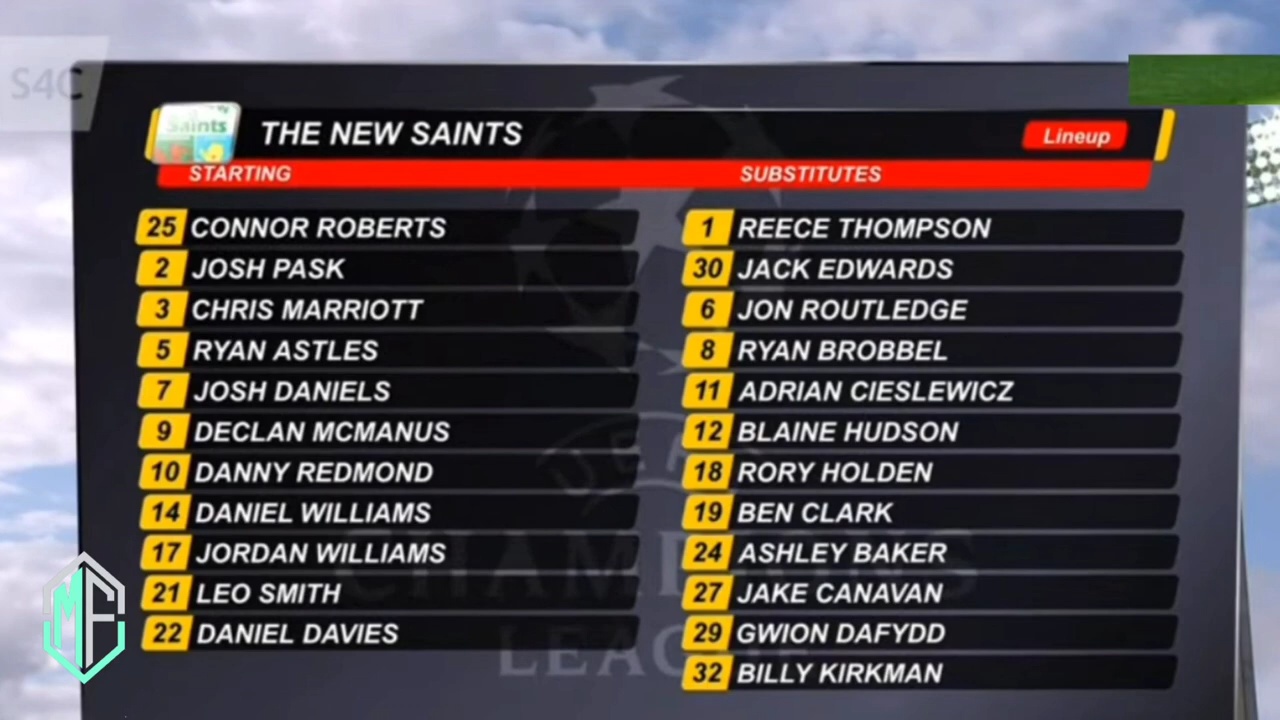 S4C
Saints
THE NEW SAINTS
Lineup
STARTING
SUBSTITUTES
25 CONNOR ROBERTS
2 JOSH PASK
3 CHRIS MARRIOTT
5 RYAN ASTLES
7 JOSH DANIELS
9 DECLAN MCMANUS
10 DANNY REDMOND
14 DANIEL WILLIAMS
17 JORDAN WILLIAMS
21 LEO SMITH
22 DANIEL DAVIES
1 REECE THOMPSON
30 JACK EDWARDS
6 JON ROUTLEDGE
8 RYAN BROBBEL
11 ADRIAN CIESLEWICZ
12 BLAINE HUDSON
18 RORY HOLDEN
19 BEN CLARK
24 ASHLEY BAKER
27 JAKE CANAVAN
29 GWION DAFYDD
32 BILLY KIRKMAN
UEFA
CHAMPIONS
LEAGUE
MF